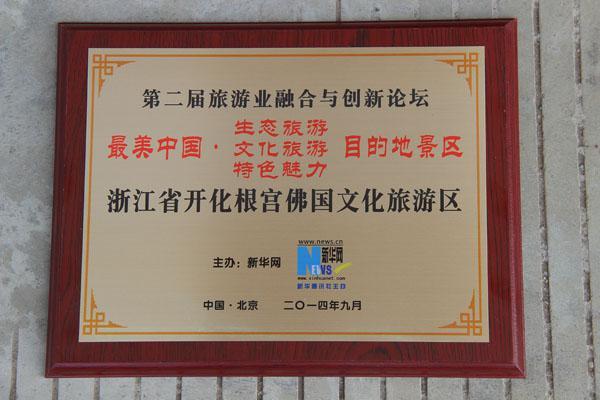 第二届旅游业融合与创新论坛
生态旅游
最美中国·文化旅游 目的地景区
特色魅力
浙江省开化根宫佛国文化旅游区
主办：新华网
www.news.cn
NEWS 新华网
www.xinhuanet.com
新华通讯社主办
中国·北京 二〇一四年九月